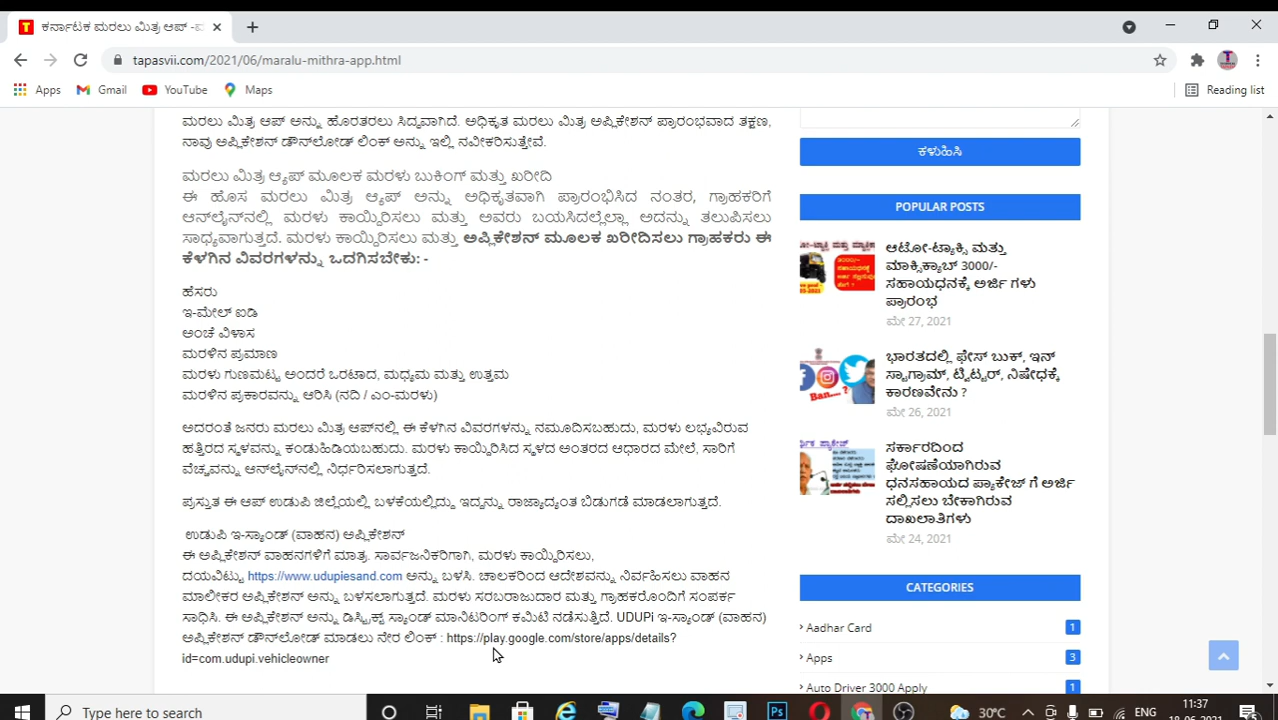 ಕರ್ನಾಟಕ ಮರಲು ಮಿತ್ರ ಆಪ್ -ಮ
tapasvii.com/2021/06/maralu-mithra-app.html
Apps Gmail YouTube Maps Reading list
ಮರಲು ಮಿತ್ರ ಆಪ್ ಅನ್ನು ಹೊರತರಲು ಸಿದ್ಧವಾಗಿದೆ. ಅಧಿಕೃತ ಮರಲು ಮಿತ್ರ ಅಪ್ಲಿಕೇಶನ್ ಪ್ರಾರಂಭವಾದ ತಕ್ಷಣ,
ನಾವು ಅಪ್ಲಿಕೇಶನ್ ಡೌನ್‌ಲೋಡ್ ಲಿಂಕ್ ಅನ್ನು ಇಲ್ಲಿ ನವೀಕರಿಸುತ್ತೇವೆ.
ಮರಲು ಮಿತ್ರ ಆ್ಯಪ್ ಮೂಲಕ ಮರಳು ಬುಕಿಂಗ್ ಮತ್ತು ಖರೀದಿ
ಈ ಹೊಸ ಮರಲು ಮಿತ್ರ ಆ್ಯಪ್ ಅನ್ನು ಅಧಿಕೃತವಾಗಿ ಪ್ರಾರಂಭಿಸಿದ ನಂತರ, ಗ್ರಾಹಕರಿಗೆ
ಆನ್‌ಲೈನ್‌ನಲ್ಲಿ ಮರಳು ಕಾಯ್ದಿರಿಸಲು ಮತ್ತು ಅವರು ಬಯಸಿದಲ್ಲೆಲ್ಲಾ ಅದನ್ನು ತಲುಪಿಸಲು
ಸಾಧ್ಯವಾಗುತ್ತದೆ. ಮರಳು ಕಾಯ್ದಿರಿಸಲು ಮತ್ತು ಅಪ್ಲಿಕೇಶನ್ ಮೂಲಕ ಖರೀದಿಸಲು ಗ್ರಾಹಕರು ಈ
ಕೆಳಗಿನ ವಿವರಗಳನ್ನು ಒದಗಿಸಬೇಕು: -
ಹೆಸರು
ಇ-ಮೇಲ್ ಐಡಿ
ಅಂಚೆ ವಿಳಾಸ
ಮರಳಿನ ಪ್ರಮಾಣ
ಮರಳು ಗುಣಮಟ್ಟ ಅಂದರೆ ಒರಟಾದ, ಮಧ್ಯಮ ಮತ್ತು ಉತ್ತಮ
ಮರಳಿನ ಪ್ರಕಾರವನ್ನು ಆರಿಸಿ (ನದಿ / ಎಂ-ಮರಳು)
ಅದರಂತೆ ಜನರು ಮರಲು ಮಿತ್ರ ಆಪ್‌ನಲ್ಲಿ ಈ ಕೆಳಗಿನ ವಿವರಗಳನ್ನು ನಮೂದಿಸಬಹುದು, ಮರಳು ಲಭ್ಯವಿರುವ
ಹತ್ತಿರದ ಸ್ಥಳವನ್ನು ಕಂಡುಹಿಡಿಯಬಹುದು. ಮರಳು ಕಾಯ್ದಿರಿಸಿದ ಸ್ಥಳದ ಅಂತರದ ಆಧಾರದ ಮೇಲೆ, ಸಾರಿಗೆ
ವೆಚ್ಚವನ್ನು ಆನ್‌ಲೈನ್‌ನಲ್ಲಿ ನಿರ್ಧರಿಸಲಾಗುತ್ತದೆ.
ಪ್ರಸ್ತುತ ಈ ಆಪ್ ಉಡುಪಿ ಜಿಲ್ಲೆಯಲ್ಲಿ ಬಳಕೆಯಲ್ಲಿದ್ದು ಇದನ್ನು ರಾಜ್ಯಾದ್ಯಂತ ಬಿಡುಗಡೆ ಮಾಡಲಾಗುತ್ತದೆ.
ಉಡುಪಿ ಇ-ಸ್ಯಾಂಡ್ (ವಾಹನ) ಅಪ್ಲಿಕೇಶನ್
ಈ ಅಪ್ಲಿಕೇಶನ್ ವಾಹನಗಳಿಗೆ ಮಾತ್ರ. ಸಾರ್ವಜನಿಕರಿಗಾಗಿ, ಮರಳು ಕಾಯ್ದಿರಿಸಲು,
ದಯವಿಟ್ಟು https://www.udupiesand.com ಅನ್ನು ಬಳಸಿ. ಚಾಲಕರಿಂದ ಆದೇಶವನ್ನು ನಿರ್ವಹಿಸಲು ವಾಹನ
ಮಾಲೀಕರ ಅಪ್ಲಿಕೇಶನ್ ಅನ್ನು ಬಳಸಲಾಗುತ್ತದೆ. ಮರಳು ಸರಬರಾಜುದಾರ ಮತ್ತು ಗ್ರಾಹಕರೊಂದಿಗೆ ಸಂಪರ್ಕ
ಸಾಧಿಸಿ. ಈ ಅಪ್ಲಿಕೇಶನ್ ಅನ್ನು ಡಿಸ್ಟ್ರಿಕ್ಟ್ ಸ್ಯಾಂಡ್ ಮಾನಿಟರಿಂಗ್ ಕಮಿಟಿ ನಡೆಸುತ್ತಿದೆ. UDUPi ಇ-ಸ್ಯಾಂಡ್ (ವಾಹನ)
ಅಪ್ಲಿಕೇಶನ್ ಡೌನ್‌ಲೋಡ್ ಮಾಡಲು ನೇರ ಲಿಂಕ್ : https://play.google.com/store/apps/details?
id=com.udupi.vehicleowner
ಕಳುಹಿಸಿ
POPULAR POSTS
ಆಟೋ-ಟ್ಯಾಕ್ಸಿ ಮತ್ತು
ಮಾಕ್ಸಿಕ್ಯಾಬ್ 3000/-
ಸಹಾಯಧನಕ್ಕೆ ಅರ್ಜಿ ಗಳು
ಪ್ರಾರಂಭ
ಮೇ 27, 2021
ಭಾರತದಲ್ಲಿ ಫೇಸ್ ಬುಕ್, ಇನ್
ಸ್ಟಾಗ್ರಾಮ್, ಟ್ವಿಟ್ಟರ್, ನಿಷೇಧಕ್ಕೆ
ಕಾರಣವೇನು ?
ಮೇ 26, 2021
Ban....?
ಸರ್ಕಾರದಿಂದ
ಘೋಷಣೆಯಾಗಿರುವ
ಧನಸಹಾಯದ ಪ್ಯಾಕೇಜ್ ಗೆ ಅರ್ಜಿ
ಸಲ್ಲಿಸಲು ಬೇಕಾಗಿರುವ
ದಾಖಲಾತಿಗಳು
ಮೇ 24, 2021
CATEGORIES
Aadhar Card 1
Apps 3
Auto Driver 3000 Apply 1
Type here to search
30°C ENG 11:37
18-06-2021